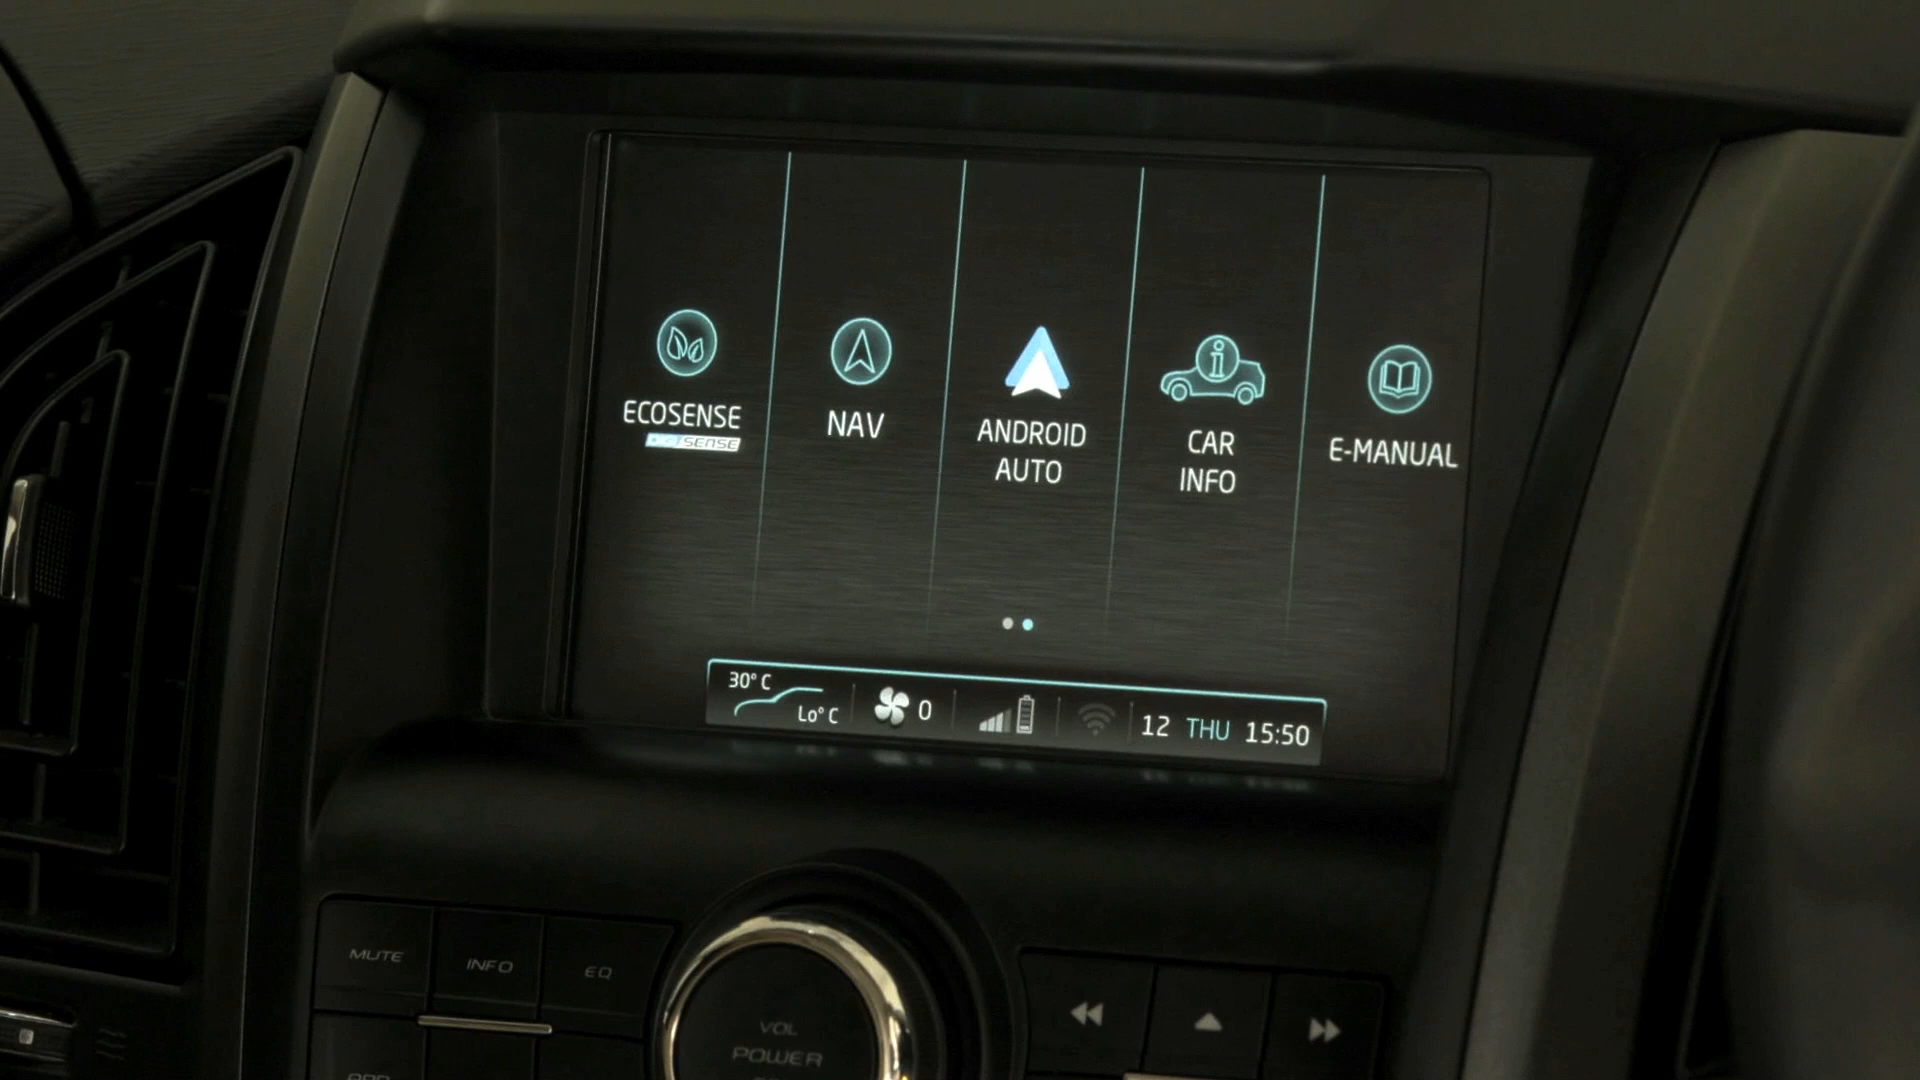 ECOSENSE
DIGISENSE
NAV
ANDROID
AUTO
CAR
INFO
E-MANUAL
30°C
Lo°C
0
12 THU 15:50
MUTE
INFO
EQ
VOL
POWER